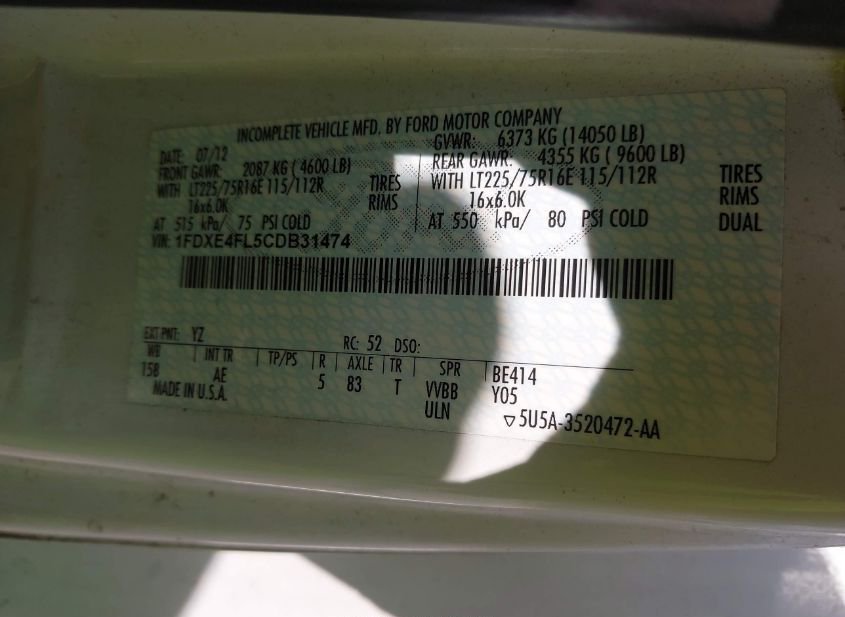 INCOMPLETE VEHICLE MFD. BY FORD MOTOR COMPANY
DATE: 07/12 GVWR: 6373 KG (14050 LB)
FRONT GAWR: 2087 KG (4600 LB) REAR GAWR: 4355 KG ( 9600 LB)
WITH LT225/75R16E 115/112R TIRES WITH LT225/75R16E 115/112R TIRES
16x6.0K RIMS 16x6.0K RIMS
AT 515 kPa/ 75 PSI COLD AT 550 kPa/ 80 PSI COLD DUAL
VIN: 1FDXE4FL5CDB31474
EXT PNT: YZ RC: 52 DSO:
WB INT TR TP/PS R AXLE TR SPR BE414
158 AE 5 83 T VVBB Y05
MADE IN U.S.A. ULN ▽5U5A-3520472-AA